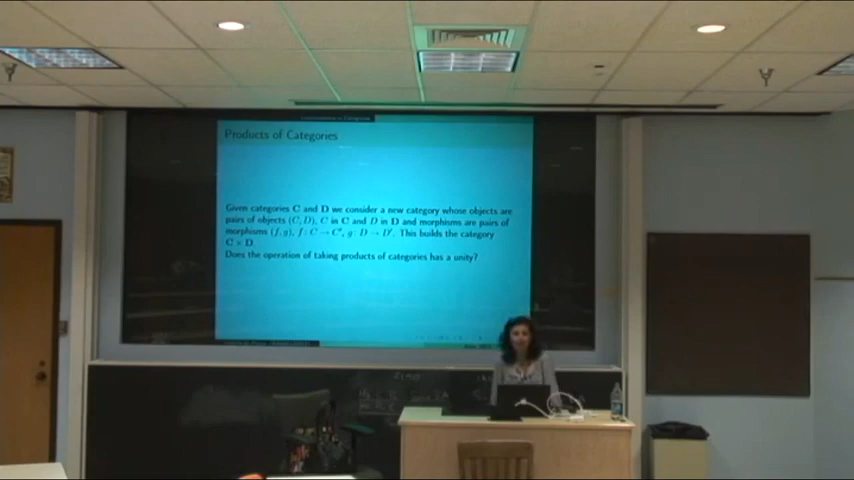 Products of Categories
Given categories C and D we consider a new category whose objects are
pairs of objects (C, D), C in C and D in D and morphisms are pairs of
morphisms (f, g), f: C → C′, g: D → D′. This builds the category
C × D.
Does the operation of taking products of categories has a unity?